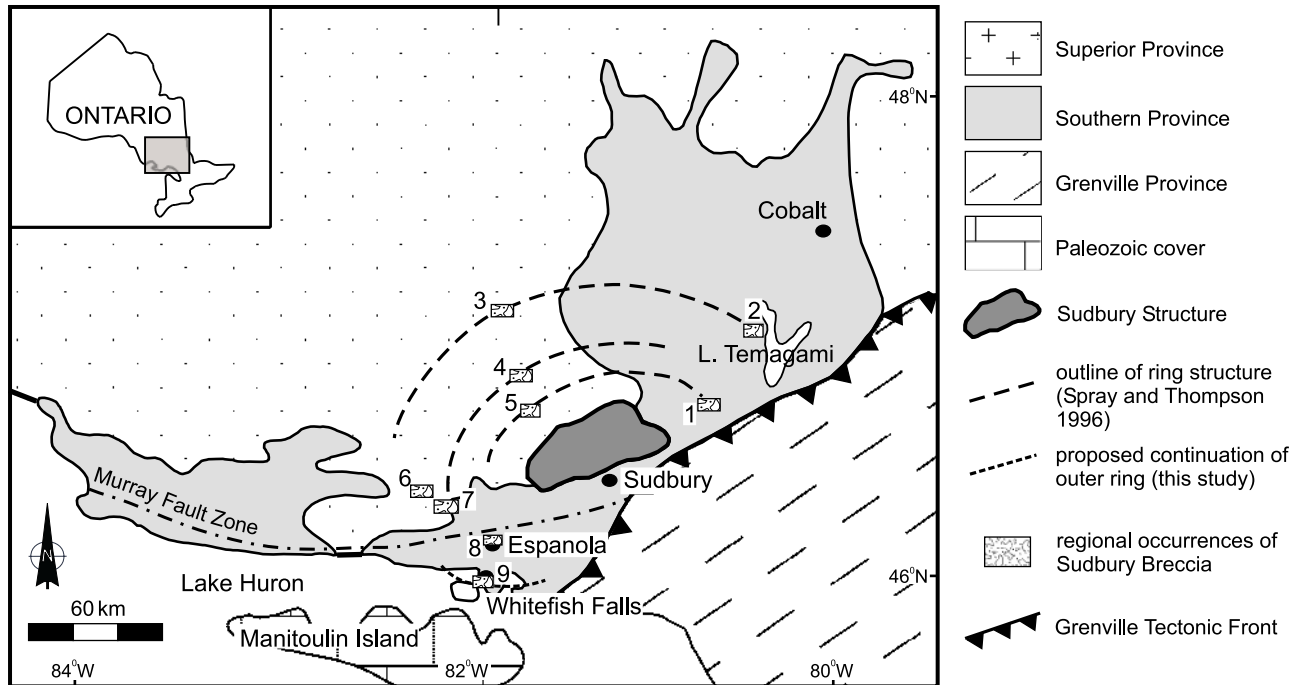 ONTARIO
48°N
Cobalt
3
2
L. Temagami
4
5
1
6
7
Sudbury
Murray Fault Zone
8
Espanola
9
46°N
Lake Huron
Whitefish Falls
60 km
Manitoulin Island
N
84°W
82°W
80°W
Superior Province
Southern Province
Grenville Province
Paleozoic cover
Sudbury Structure
outline of ring structure
(Spray and Thompson
1996)
proposed continuation of
outer ring (this study)
regional occurrences of
Sudbury Breccia
Grenville Tectonic Front